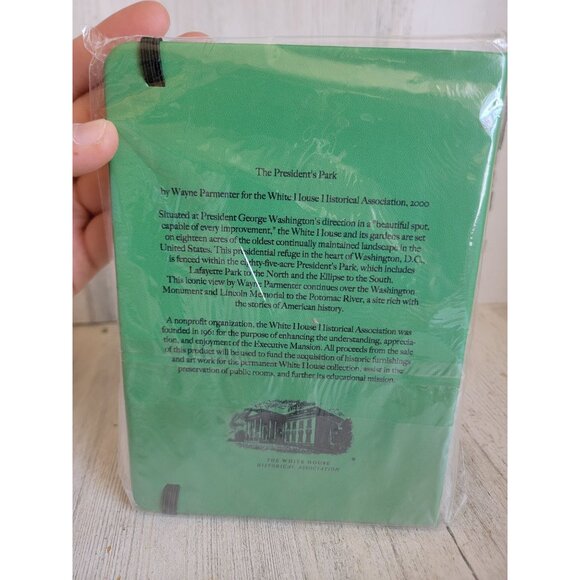 The President's Park
by Wayne Parmenter for the White House Historical Association, 2000
Situated at President George Washington's direction in a "beautiful spot,
capable of every improvement," the White House and its gardens are set
on eighteen acres of the oldest continually maintained landscape in the
United States. This presidential refuge in the heart of Washington, D.C.,
is fenced within the eighty-five-acre President's Park, which includes
Lafayette Park to the North and the Ellipse to the South.
This iconic view by Wayne Parmenter continues over the Washington
Monument and Lincoln Memorial to the Potomac River, a site rich with
the stories of American history.
A nonprofit organization, the White House Historical Association was
founded in 1961 for the purpose of enhancing the understanding, apprecia-
tion, and enjoyment of the Executive Mansion. All proceeds from the sale
of this product will be used to fund the acquisition of historic furnishings
and art work for the permanent White House collection, assist in the
preservation of public rooms, and further its educational mission.
THE WHITE HOUSE
HISTORICAL ASSOCIATION